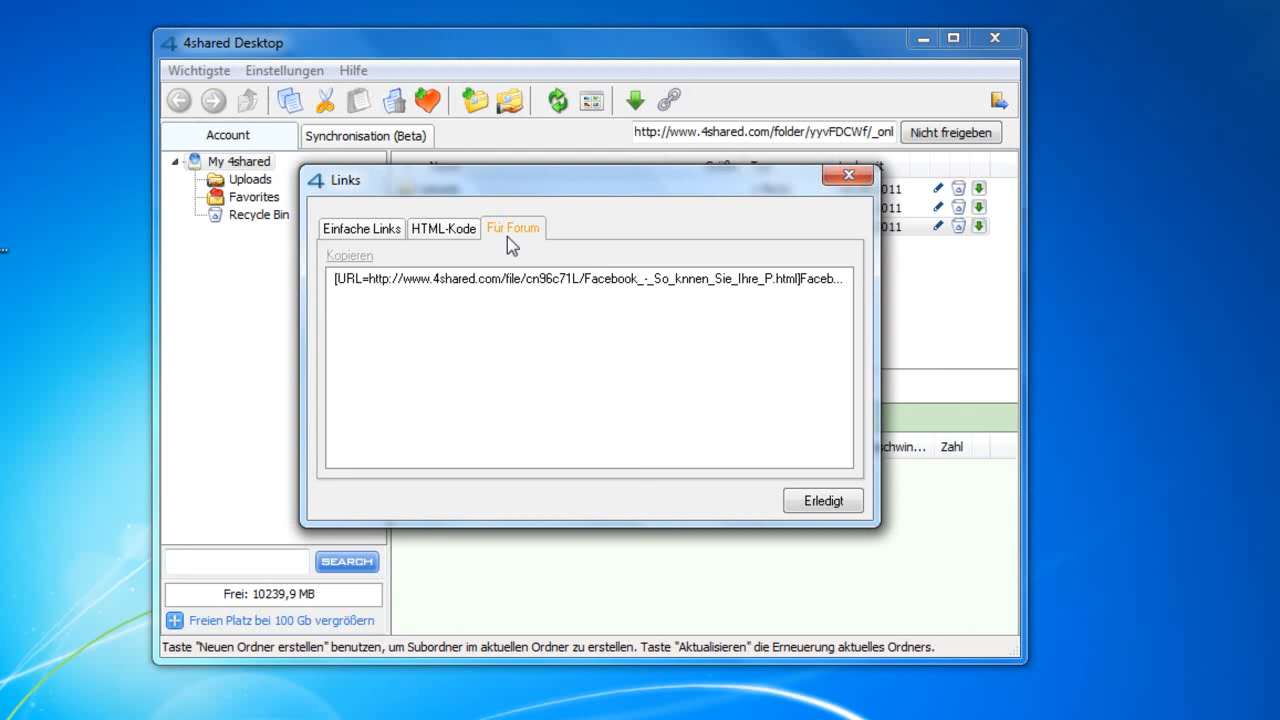 4shared Desktop
Wichtigste Einstellungen Hilfe
Account
Synchronisation (Beta)
http://www.4shared.com/folder/yyvFDCWf/_onl
Nicht freigeben
My 4shared
Uploads
Favorites
Recycle Bin
011
011
011
Links
Einfache Links
HTML-Kode
Für Forum
Kopieren
[URL=http://www.4shared.com/file/cn96c71L/Facebook_-_So_knnen_Sie_Ihre_P.html]Faceb...
Erledigt
schwin... Zahl
SEARCH
Frei: 10239,9 MB
Freien Platz bei 100 Gb vergrößern
Taste "Neuen Ordner erstellen" benutzen, um Subordner im aktuellen Ordner zu erstellen. Taste "Aktualisieren" die Erneuerung aktuelles Ordners.